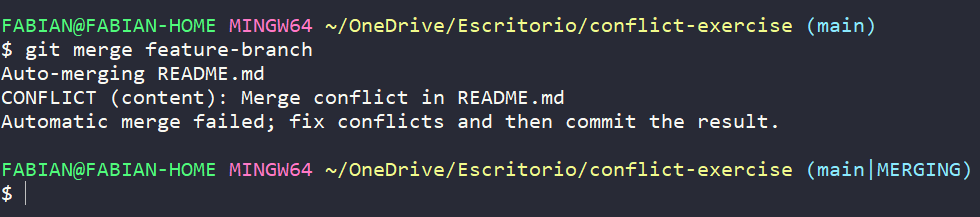 FABIAN@FABIAN-HOME MINGW64 ~/OneDrive/Escritorio/conflict-exercise (main)
$ git merge feature-branch
Auto-merging README.md
CONFLICT (content): Merge conflict in README.md
Automatic merge failed; fix conflicts and then commit the result.
FABIAN@FABIAN-HOME MINGW64 ~/OneDrive/Escritorio/conflict-exercise (main|MERGING)
$